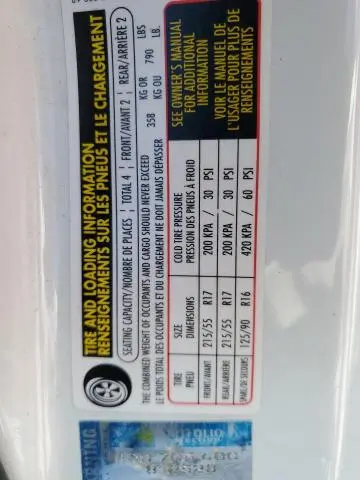 TIRE AND LOADING INFORMATION
RENSEIGNEMENTS SUR LES PNEUS ET LE CHARGEMENT
SEATING CAPACITY/NOMBRE DE PLACES | TOTAL 4 | FRONT/AVANT 2 | REAR/ARRIÈRE 2
THE COMBINED WEIGHT OF OCCUPANTS AND CARGO SHOULD NEVER EXCEED 358 KG OR 790 LBS
LE POIDS TOTAL DES OCCUPANTS ET DU CHARGEMENT NE DOIT JAMAIS DÉPASSER KG OU LB.
TIRE SIZE COLD TIRE PRESSURE
PNEU DIMENSIONS PRESSION DES PNEUS À FROID
FRONT/AVANT 215/55 R17 200 KPA / 30 PSI
REAR/ARRIÈRE 215/55 R17 200 KPA / 30 PSI
125/90 R16 420 KPA / 60 PSI
SEE OWNER'S MANUAL
FOR ADDITIONAL
INFORMATION
VOIR LE MANUEL DE
L'USAGER POUR PLUS DE
RENSEIGNEMENTS